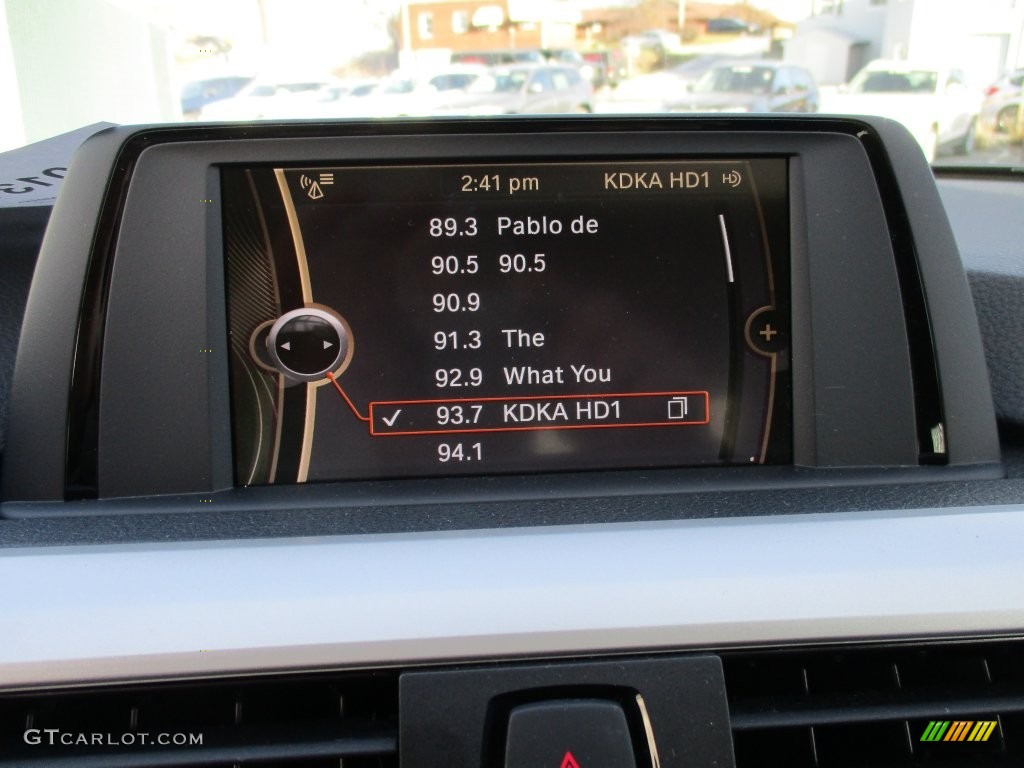 2:41 pm KDKA HD1 HD
89.3 Pablo de
90.5 90.5
90.9
91.3 The
92.9 What You
93.7 KDKA HD1
94.1
GTCARLOT.COM